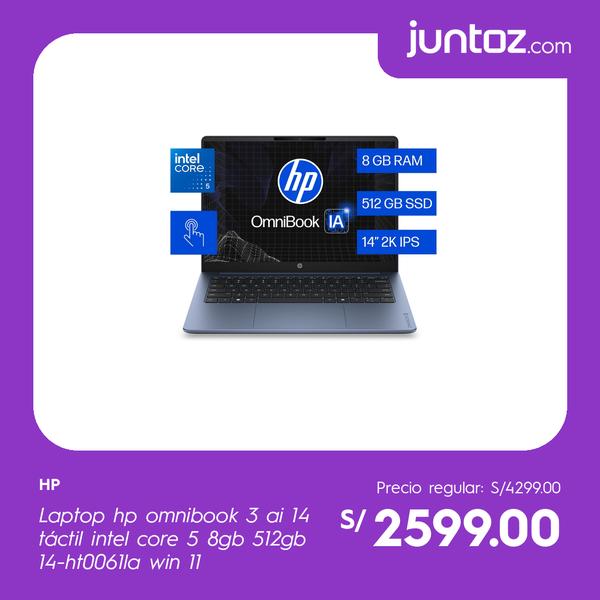 juntoz.com
intel
CORE
5
8 GB RAM
hp
512 GB SSD
OmniBook IA
14" 2K IPS
HP
Laptop hp omnibook 3 ai 14
táctil intel core 5 8gb 512gb
14-ht0061la win 11
Precio regular: S/4299.00
S/ 2599.00